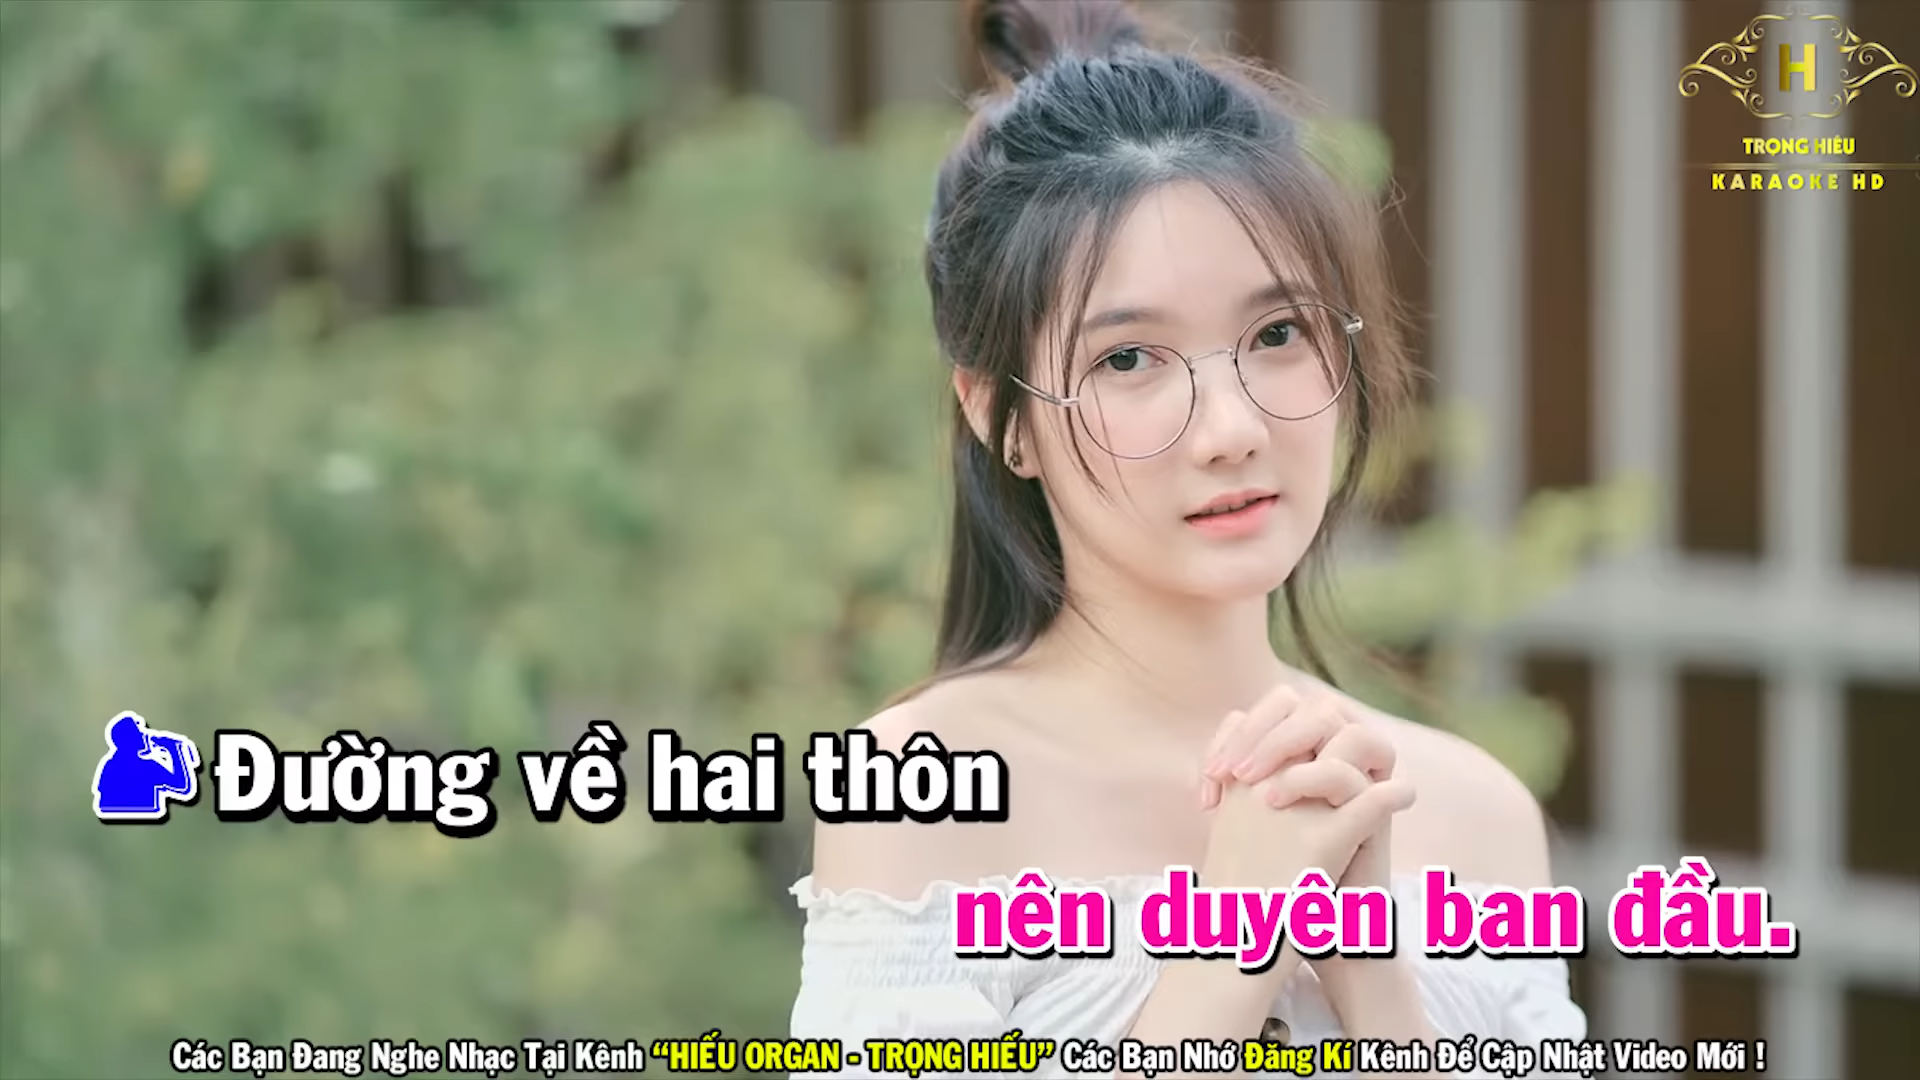 H
TRỌNG HIẾU
KARAOKE HD
Đường về hai thôn
nên duyên ban đầu.
Các Bạn Đang Nghe Nhạc Tại Kênh “HIẾU ORGAN - TRỌNG HIẾU” Các Bạn Nhớ Đăng Kí Kênh Để Cập Nhật Video Mới !